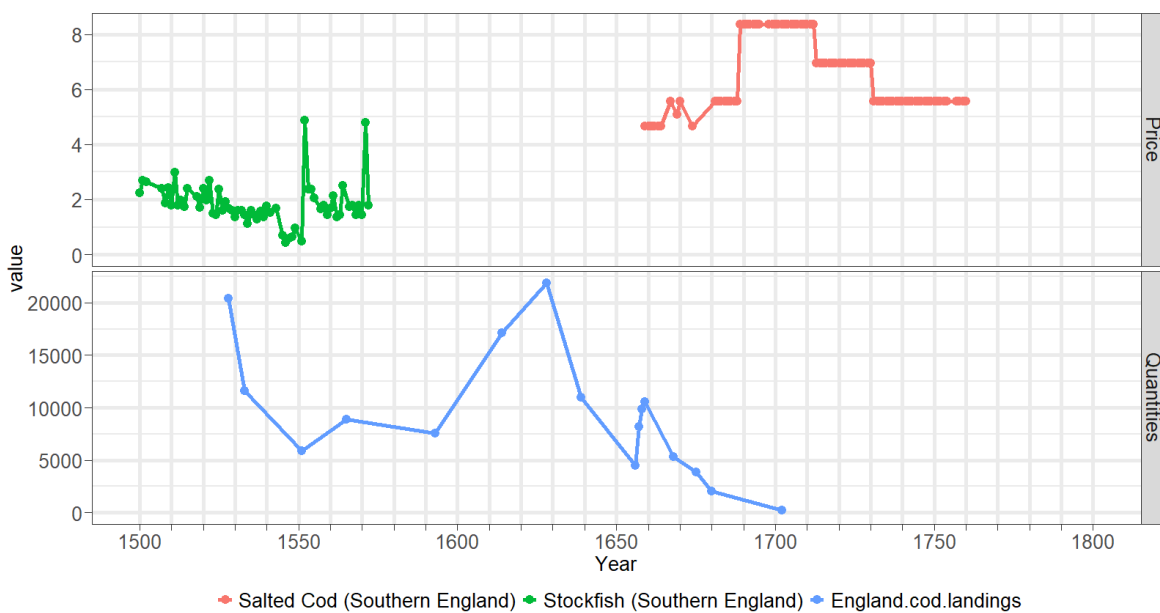 8
6
4
2
0
Price
value
20000
15000
10000
5000
0
Quantities
1500 1550 1600 1650 1700 1750 1800
Year
Salted Cod (Southern England) Stockfish (Southern England) England.cod.landings